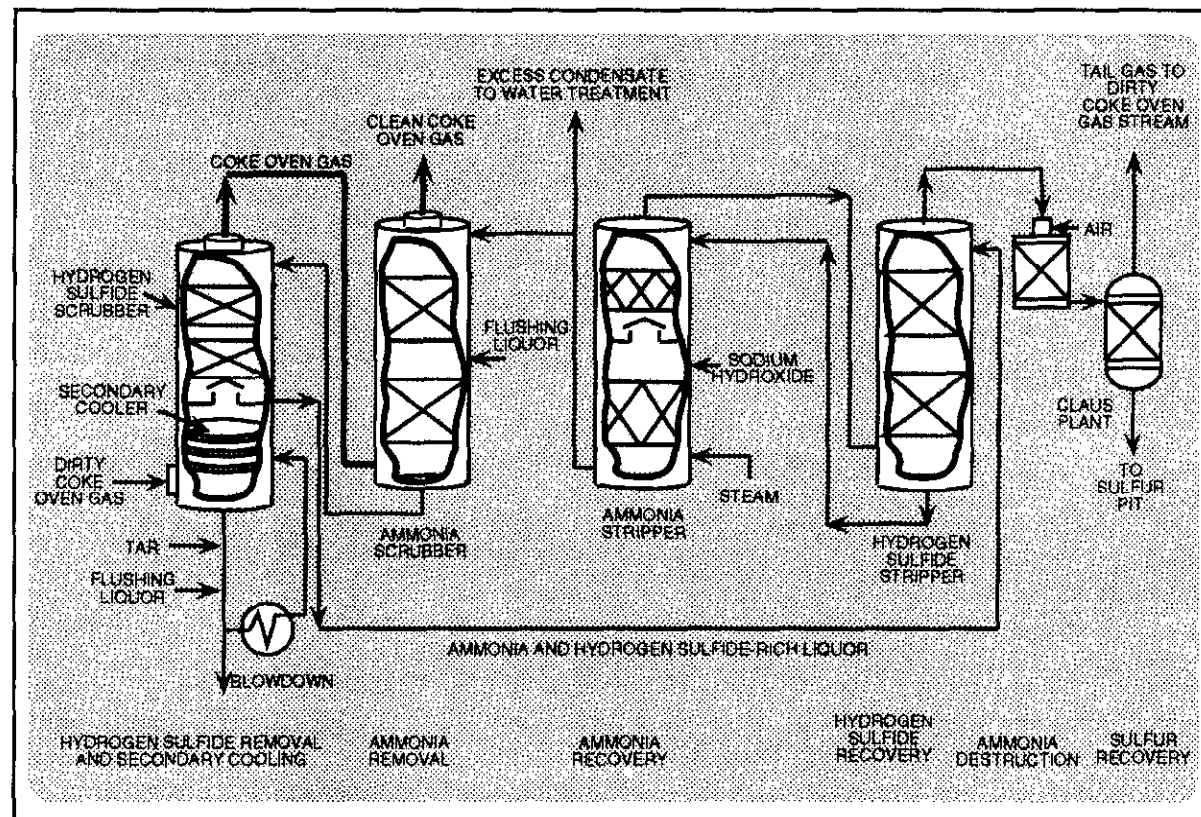 EXCESS CONDENSATE
TO WATER TREATMENT
TAIL GAS TO
DIRTY
COKE OVEN
GAS STREAM
CLEAN COKE
OVEN GAS
COKE OVEN GAS
AIR
HYDROGEN
SULFIDE
SCRUBBER
FLUSHING
LIQUOR
SODIUM
HYDROXIDE
SECONDARY
COOLER
CLAUS
PLANT
DIRTY
COKE
OVEN GAS
STEAM
TO
SULFUR
PIT
AMMONIA
SCRUBBER
AMMONIA
STRIPPER
HYDROGEN
SULFIDE
STRIPPER
TAR
FLUSHING
LIQUOR
AMMONIA AND HYDROGEN SULFIDE-RICH LIQUOR
BLOWDOWN
HYDROGEN SULFIDE REMOVAL
AND SECONDARY COOLING
AMMONIA
REMOVAL
AMMONIA
RECOVERY
HYDROGEN
SULFIDE
RECOVERY
AMMONIA
DESTRUCTION
SULFUR
RECOVERY